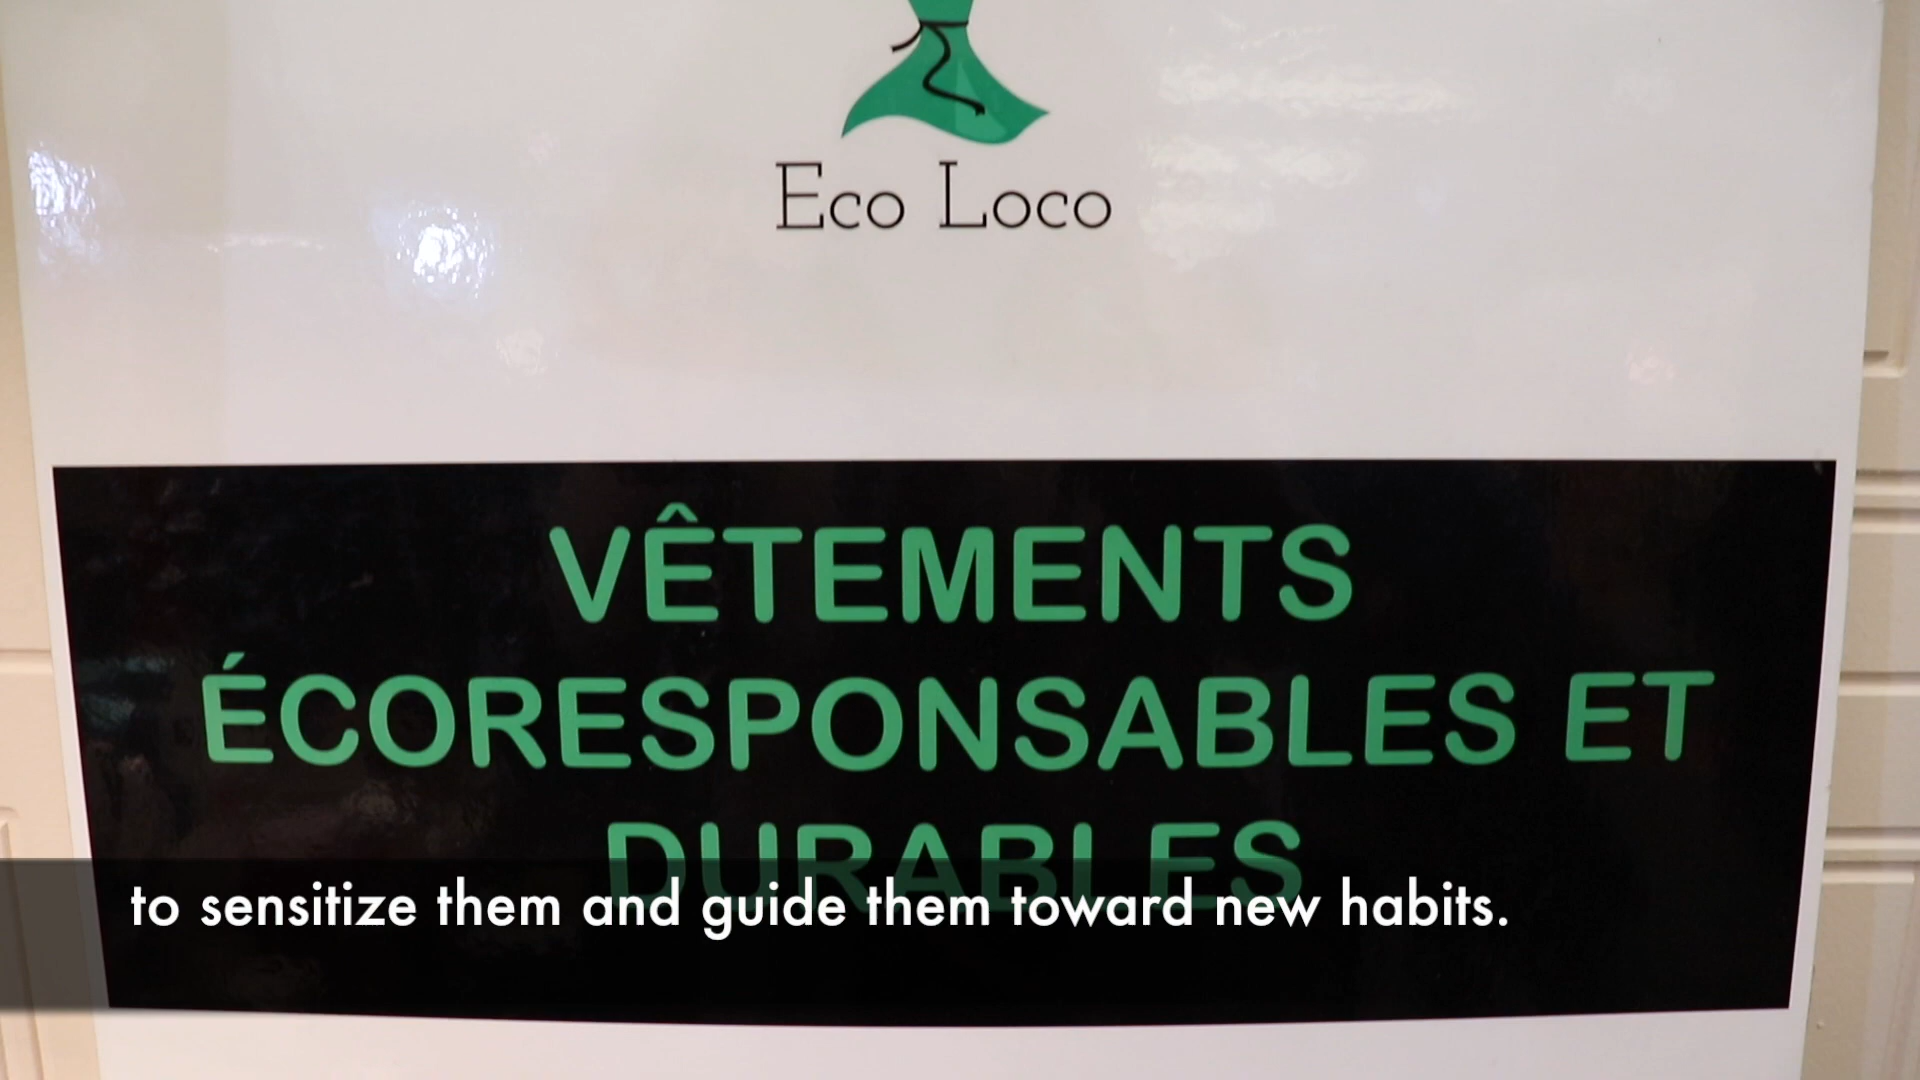 Eco Loco
VÊTEMENTS
ÉCORESPONSABLES ET
DURABLES
to sensitize them and guide them toward new habits.